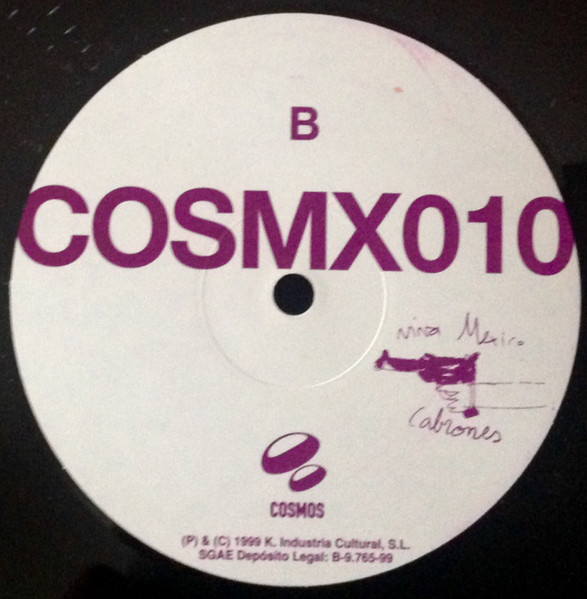 B
COSMX010
viva Mexico
Cabrones
COSMOS
(P) & (C) 1999 K. Industria Cultural, S.L.
SGAE Depósito Legal: B-9.765-99